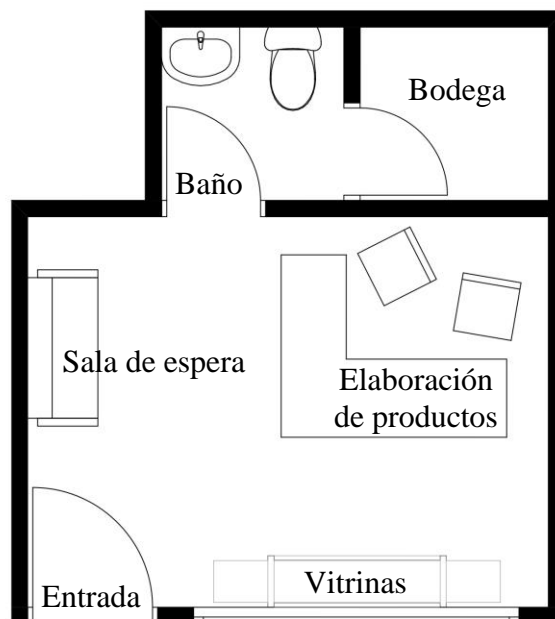 Bodega
Baño
Sala de espera
Elaboración
de productos
Entrada
Vitrinas